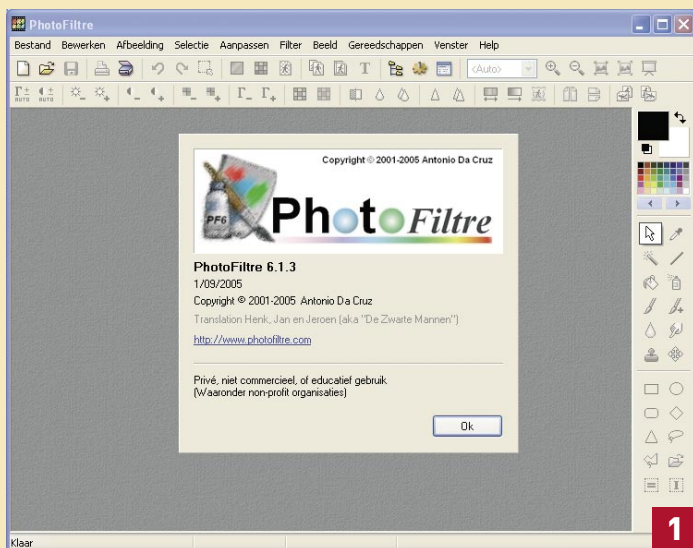 PhotoFiltre
Bestand Bewerken Afbeelding Selectie Aanpassen Filter Beeld Gereedschappen Venster Help
T <Auto>
AUTO AUTO
Copyright © 2001-2005 Antonio Da Cruz
PF6
PhotoFiltre
PhotoFiltre 6.1.3
1/09/2005
Copyright © 2001-2005 Antonio Da Cruz
Translation Henk, Jan en Jeroen (aka "De Zwarte Mannen")
http://www.photofiltre.com
Privé, niet commercieel, of educatief gebruik
(Waaronder non-profit organisaties)
Ok
Klaar
1